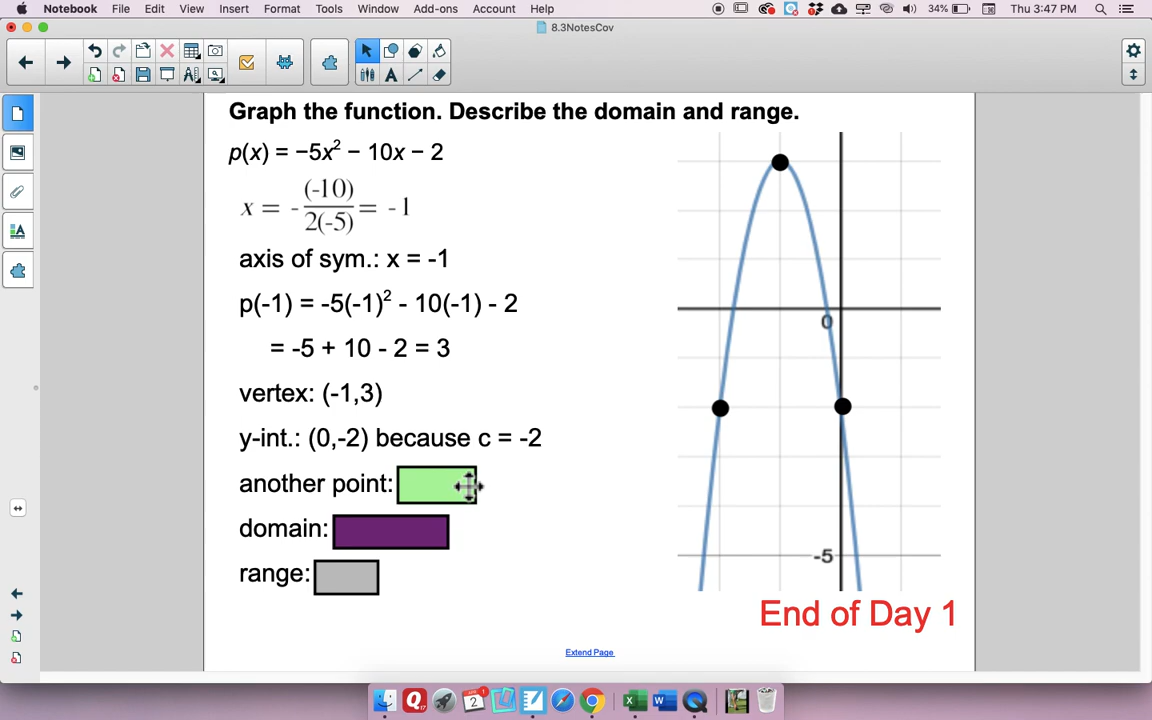 Notebook File Edit View Insert Format Tools Window Add-ons Account Help 34% Thu 3:47 PM
8.3NotesCov
Graph the function. Describe the domain and range.
p(x) = −5x² − 10x − 2
x = - (-10) / 2(-5) = - 1
axis of sym.: x = -1
p(-1) = -5(-1)² - 10(-1) - 2
= -5 + 10 - 2 = 3
vertex: (-1,3)
y-int.: (0,-2) because c = -2
another point:
domain:
range:
0
-5
End of Day 1
Extend Page